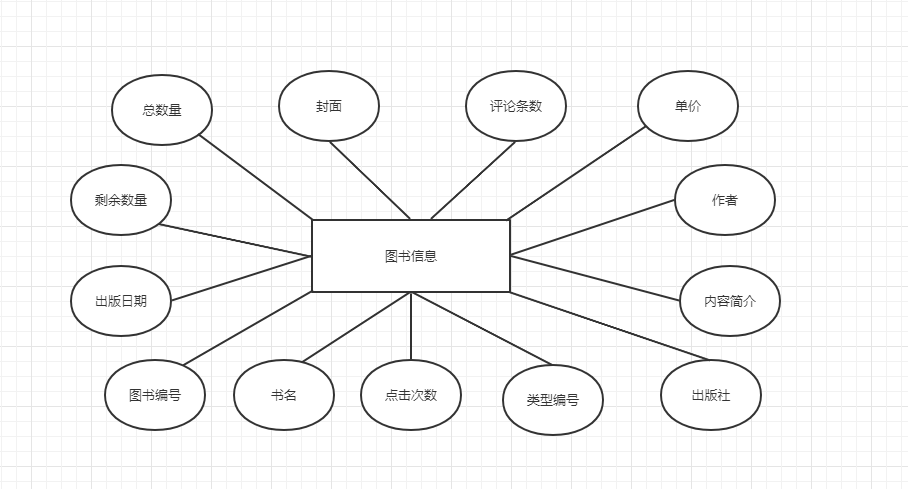 总数量
封面
评论条数
单价
剩余数量
作者
图书信息
出版日期
内容简介
图书编号
书名
点击次数
类型编号
出版社